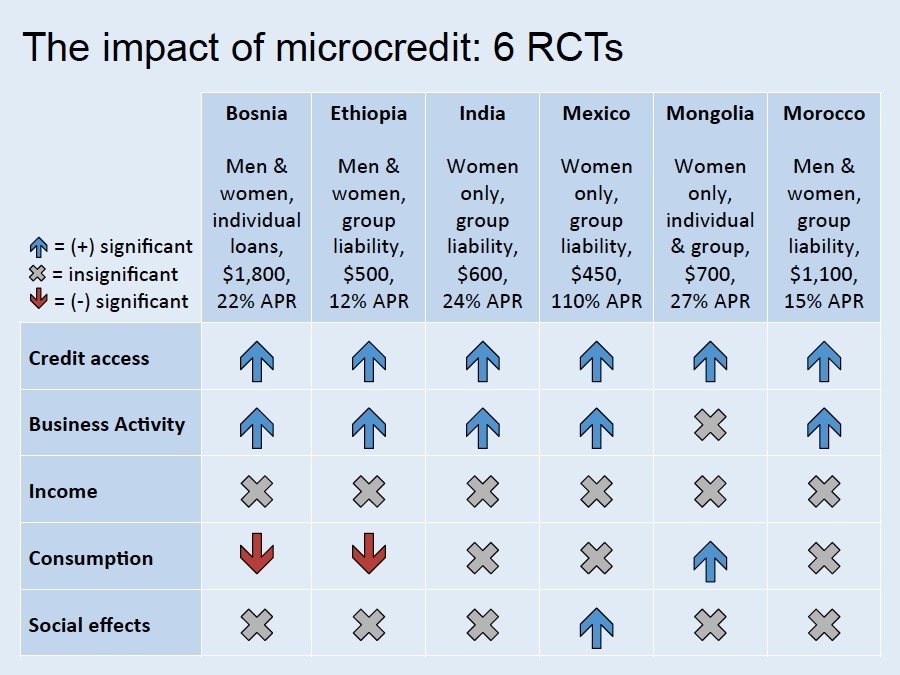 The impact of microcredit: 6 RCTs
Bosnia
Men &
women,
individual
loans,
$1,800,
22% APR
Ethiopia
Men &
women,
group
liability,
$500,
12% APR
India
Women
only,
group
liability,
$600,
24% APR
Mexico
Women
only,
group
liability,
$450,
110% APR
Mongolia
Women
only,
individual
& group,
$700,
27% APR
Morocco
Men &
women,
group
liability,
$1,100,
15% APR
= (+) significant
= insignificant
= (-) significant
Credit access
Business Activity
Income
Consumption
Social effects